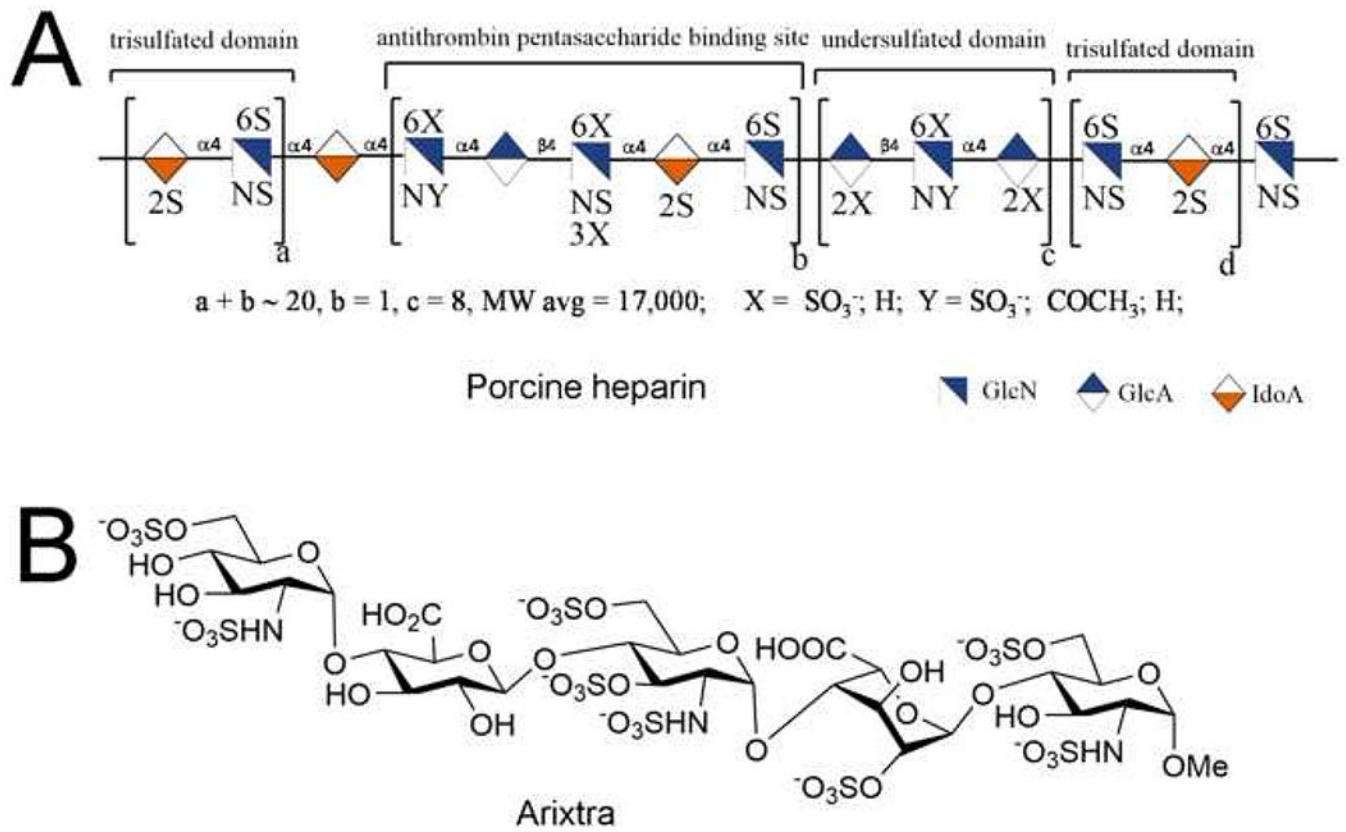 A
trisulfated domain
antithrombin pentasaccharide binding site
undersulfated domain
trisulfated domain
6S 6X 6X 6S 6X 6S 6S
α4 α4 α4 α4 β4 α4 α4 β4 α4 α4 α4
2S NS NY NS 2S NS 2X NY 2X NS 2S NS
3X
a b c d
a + b ~ 20, b = 1, c = 8, MW avg = 17,000; X = SO₃⁻; H; Y = SO₃⁻; COCH₃; H;
Porcine heparin
GlcN GlcA IdoA
B
⁻O₃SO
HO
HO
⁻O₃SHN
O
O
HO₂C
O
HO
OH
O
⁻O₃SO
O
⁻O₃SO
⁻O₃SHN
O
HOOC
OH
O
⁻O₃SO
O
⁻O₃SO
O
HO
⁻O₃SHN
OMe
Arixtra